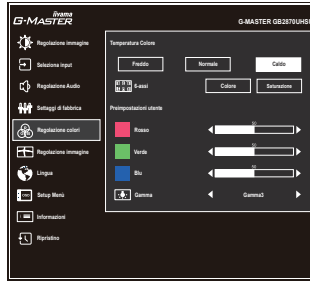 iiyama
G-MASTER
G-MASTER GB2870UHSU
Regolazione immagine
Temperatura Colore
Seleziona input
Freddo
Normale
Caldo
Regolazione Audio
6-assi
Colore
Saturazione
Settaggi di fabbrica
Preimpostazioni utente
Regolazione colori
Rosso
50
Regolazione immagine
Verde
50
Lingua
Blu
50
Setup Menù
OSD
Gamma
Gamma3
Informazioni
Ripristino